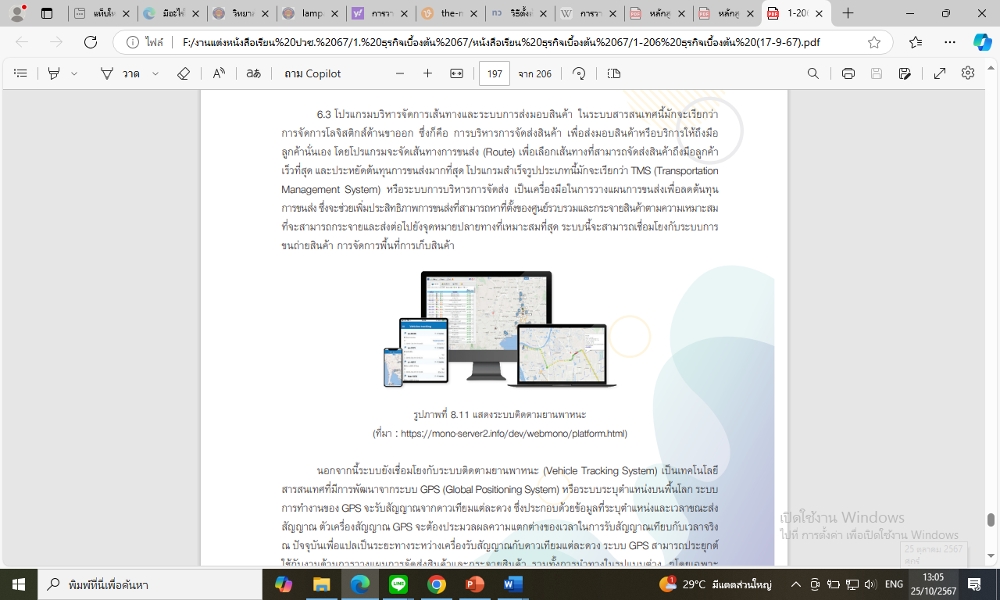 แท็บให
มีอะไรใ
วิทยาล
lampa
การวา
the-n
วิธีตั้งค่
การวา
หลักสู
หลักสู
1-20
ไฟล์
F:/งานแต่งหนังสือเรียน%20ปวช.%2067/1.%20ธุรกิจเบื้องต้น%2067/หนังสือเรียน%20ธุรกิจเบื้องต้น%2067/1-206%20ธุรกิจเบื้องต้น%20(17-9-67).pdf
วาด
ถาม Copilot
197 จาก 206
6.3 โปรแกรมบริหารจัดการเส้นทางและระบบการส่งมอบสินค้า ในระบบสารสนเทศนี้มักจะเรียกว่า
การจัดการโลจิสติกส์ด้านขาออก ซึ่งก็คือ การบริหารการจัดส่งสินค้า เพื่อส่งมอบสินค้าหรือบริการให้ถึงมือ
ลูกค้านั่นเอง โดยโปรแกรมจะจัดเส้นทางการขนส่ง (Route) เพื่อเลือกเส้นทางที่สามารถจัดส่งสินค้าถึงมือลูกค้า
เร็วที่สุด และประหยัดต้นทุนการขนส่งมากที่สุด โปรแกรมสำเร็จรูปประเภทนี้มักจะเรียกว่า TMS (Transportation
Management System) หรือระบบการบริหารการจัดส่ง เป็นเครื่องมือในการวางแผนการขนส่งเพื่อลดต้นทุน
การขนส่ง ซึ่งจะช่วยเพิ่มประสิทธิภาพการขนส่งที่สามารถหาที่ตั้งของศูนย์รวบรวมและกระจายสินค้าตามความเหมาะสม
ที่จะสามารถกระจายและส่งต่อไปยังจุดหมายปลายทางที่เหมาะสมที่สุด ระบบนี้จะสามารถเชื่อมโยงกับระบบการ
ขนถ่ายสินค้า การจัดการพื้นที่การเก็บสินค้า
Vehicles tracking
รูปภาพที่ 8.11 แสดงระบบติดตามยานพาหนะ
(ที่มา : https://mono-server2.info/dev/webmono/platform.html)
นอกจากนี้ระบบยังเชื่อมโยงกับระบบติดตามยานพาหนะ (Vehicle Tracking System) เป็นเทคโนโลยี
สารสนเทศที่มีการพัฒนาจากระบบ GPS (Global Positioning System) หรือระบบระบุตำแหน่งบนพื้นโลก ระบบ
การทำงานของ GPS จะรับสัญญาณจากดาวเทียมแต่ละดวง ซึ่งประกอบด้วยข้อมูลที่ระบุตำแหน่งและเวลาขณะส่ง
สัญญาณ ตัวเครื่องสัญญาณ GPS จะต้องประมวลผลความแตกต่างของเวลาในการรับสัญญาณเทียบกับเวลาจริง
ณ ปัจจุบันเพื่อแปลเป็นระยะทางระหว่างเครื่องรับสัญญาณกับดาวเทียมแต่ละดวง ระบบ GPS สามารถประยุกต์
ใช้กับงานด้านการวางแผนการจัดส่งสินค้าและกระจายสินค้า รวมทั้งการนำทางในรูปแบบต่าง ๆโดยเฉพาะ
เปิดใช้งาน Windows
ไปที่ การตั้งค่า เพื่อเปิดใช้งาน Windows
25 ตุลาคม 2567
ศุกร์
พิมพ์ที่นี่เพื่อค้นหา
29°C มีแดดส่วนใหญ่
ENG
13:05
25/10/2567